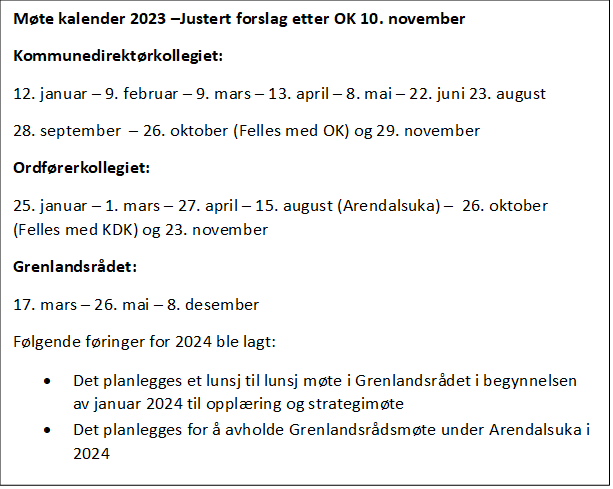 Møte kalender 2023 –Justert forslag etter OK 10. november
Kommunedirektørkollegiet:
12. januar – 9. februar – 9. mars – 13. april – 8. mai – 22. juni 23. august
28. september – 26. oktober (Felles med OK) og 29. november
Ordførerkollegiet:
25. januar – 1. mars – 27. april – 15. august (Arendalsuka) – 26. oktober
(Felles med KDK) og 23. november
Grenlandsrådet:
17. mars – 26. mai – 8. desember
Følgende føringer for 2024 ble lagt:
• Det planlegges et lunsj til lunsj møte i Grenlandsrådet i begynnelsen
av januar 2024 til opplæring og strategimøte
• Det planlegges for å avholde Grenlandsrådsmøte under Arendalsuka i
2024